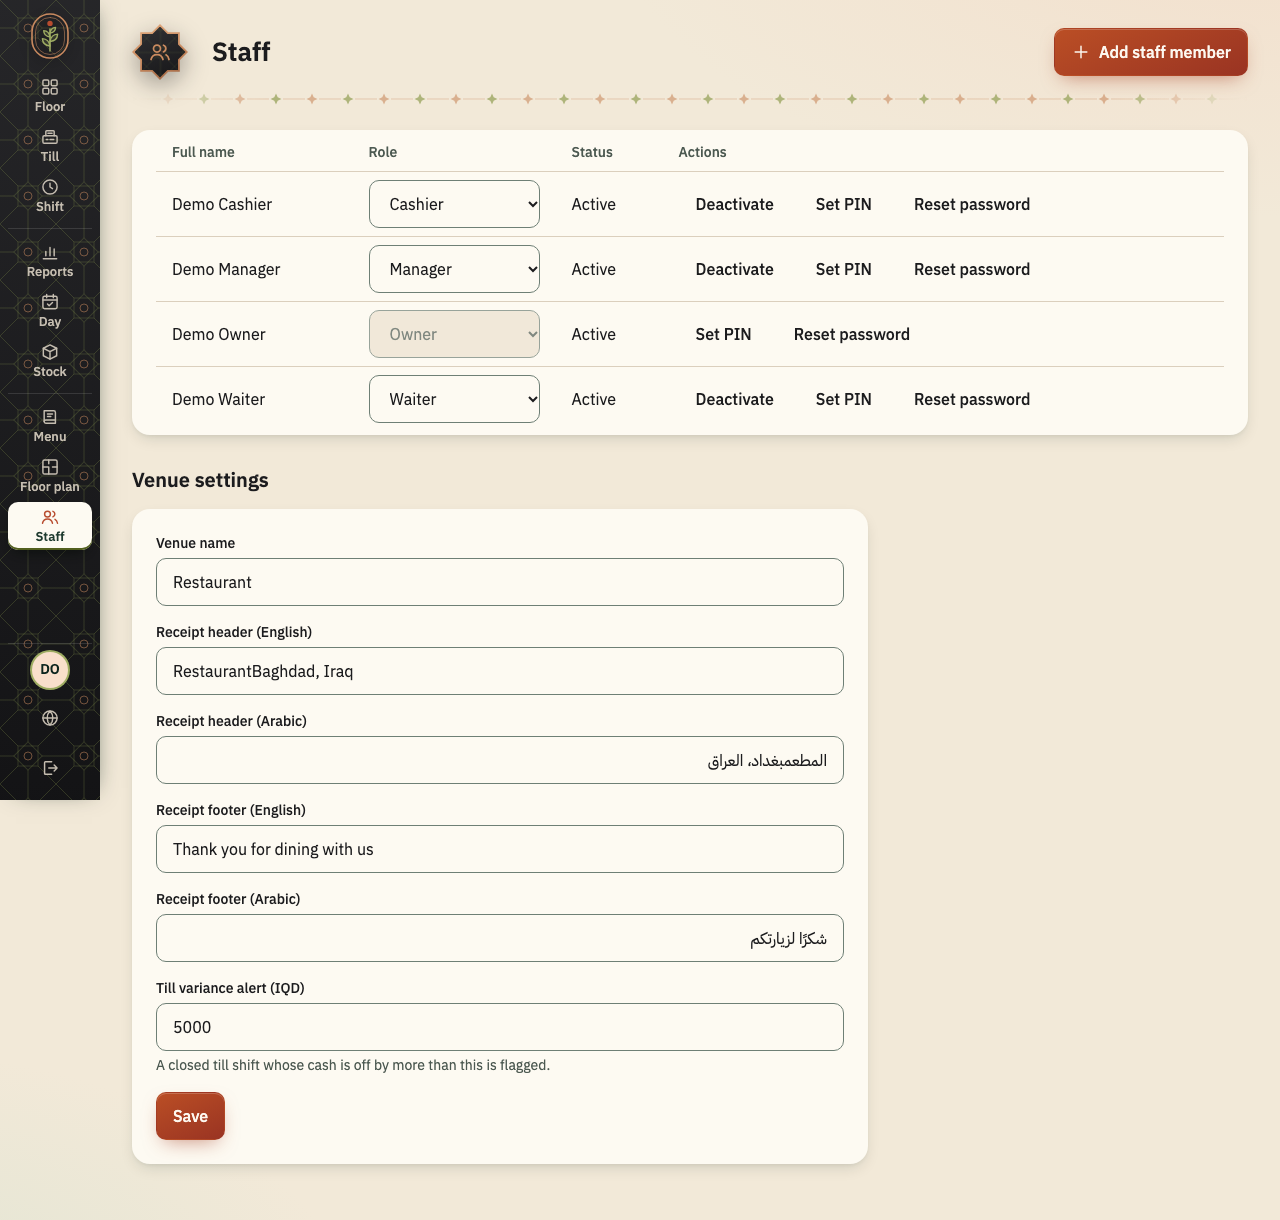 Staff
Add staff member
Floor
Till
Shift
Reports
Day
Stock
Menu
Floor plan
Staff
DO
Full name Role Status Actions
Demo Cashier Cashier Active Deactivate Set PIN Reset password
Demo Manager Manager Active Deactivate Set PIN Reset password
Demo Owner Owner Active Set PIN Reset password
Demo Waiter Waiter Active Deactivate Set PIN Reset password
Venue settings
Venue name
Restaurant
Receipt header (English)
RestaurantBaghdad, Iraq
Receipt header (Arabic)
المطعمبغداد، العراق
Receipt footer (English)
Thank you for dining with us
Receipt footer (Arabic)
شكرًا لزيارتكم
Till variance alert (IQD)
5000
A closed till shift whose cash is off by more than this is flagged.
Save